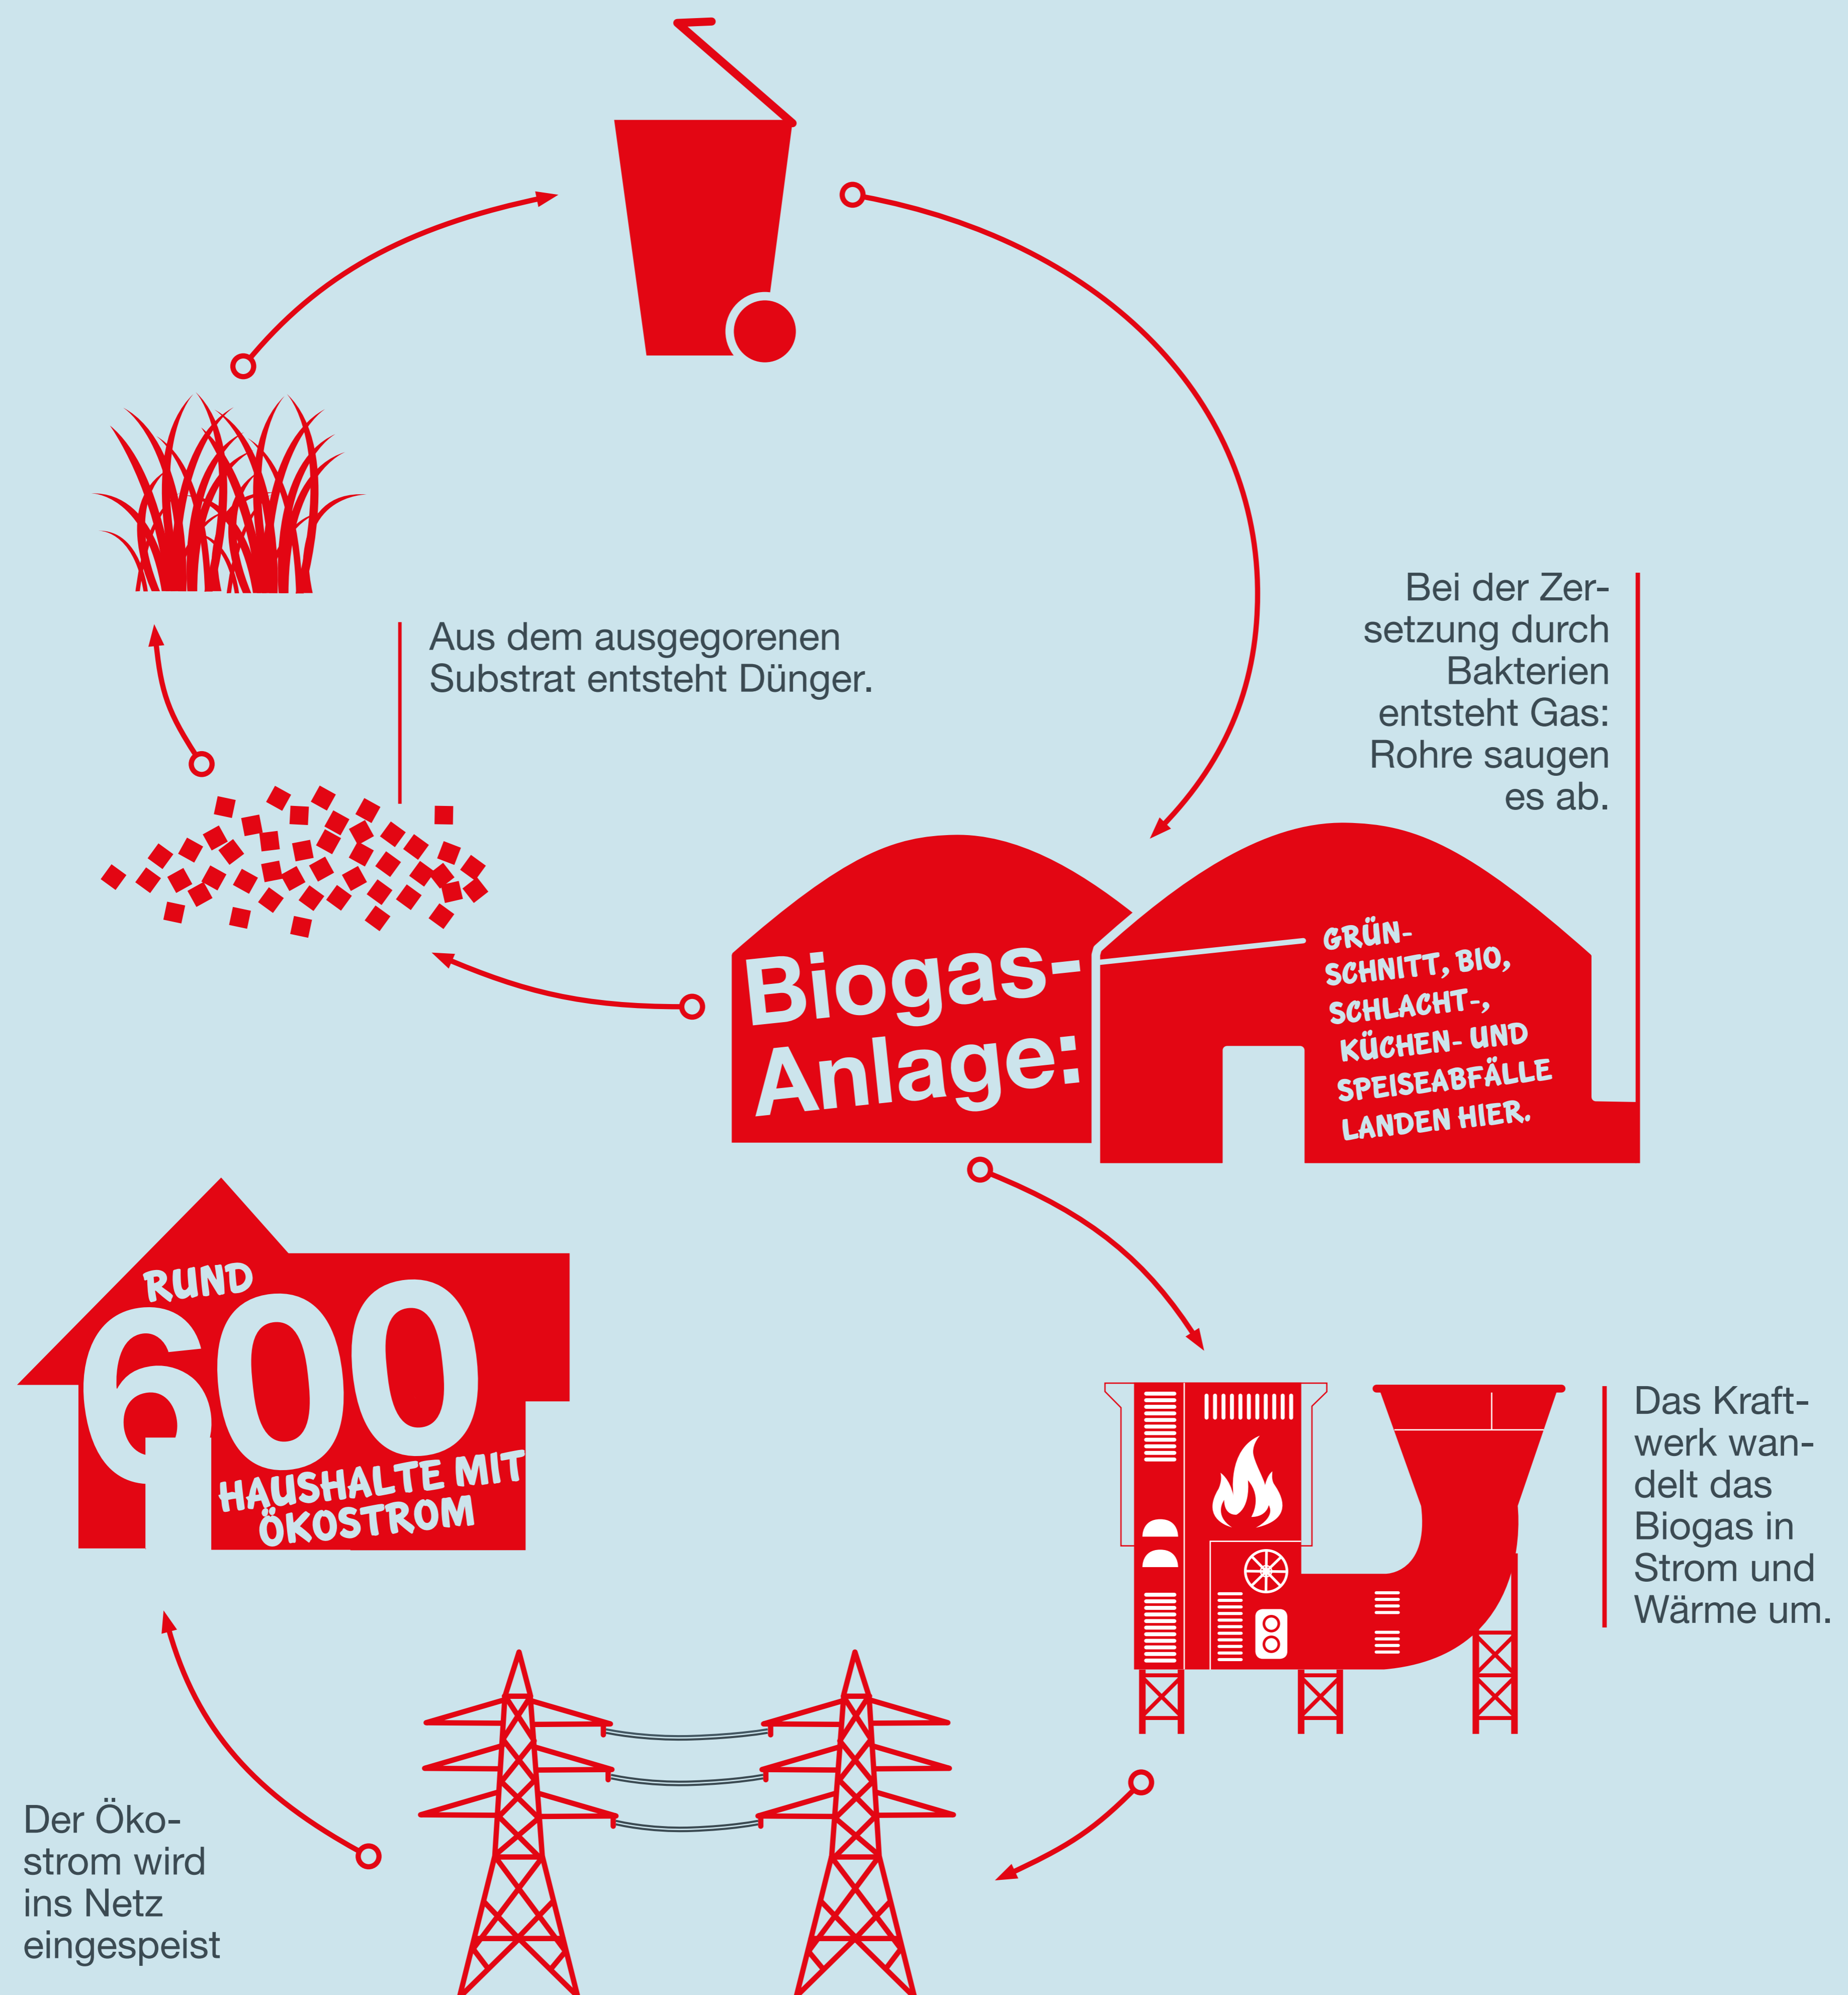 Aus dem ausgegorenen
Substrat entsteht Dünger.
Bei der Zer-
setzung durch
Bakterien
entsteht Gas:
Rohre saugen
es ab.
Biogas-
Anlage:
GRÜN-
SCHNITT, BIO,
SCHLACHT-,
KÜCHEN- UND
SPEISEABFÄLLE
LANDEN HIER.
RUND
600
HAUSHALTE MIT
ÖKOSTROM
Das Kraft-
werk wan-
delt das
Biogas in
Strom und
Wärme um.
Der Öko-
strom wird
ins Netz
eingespeist